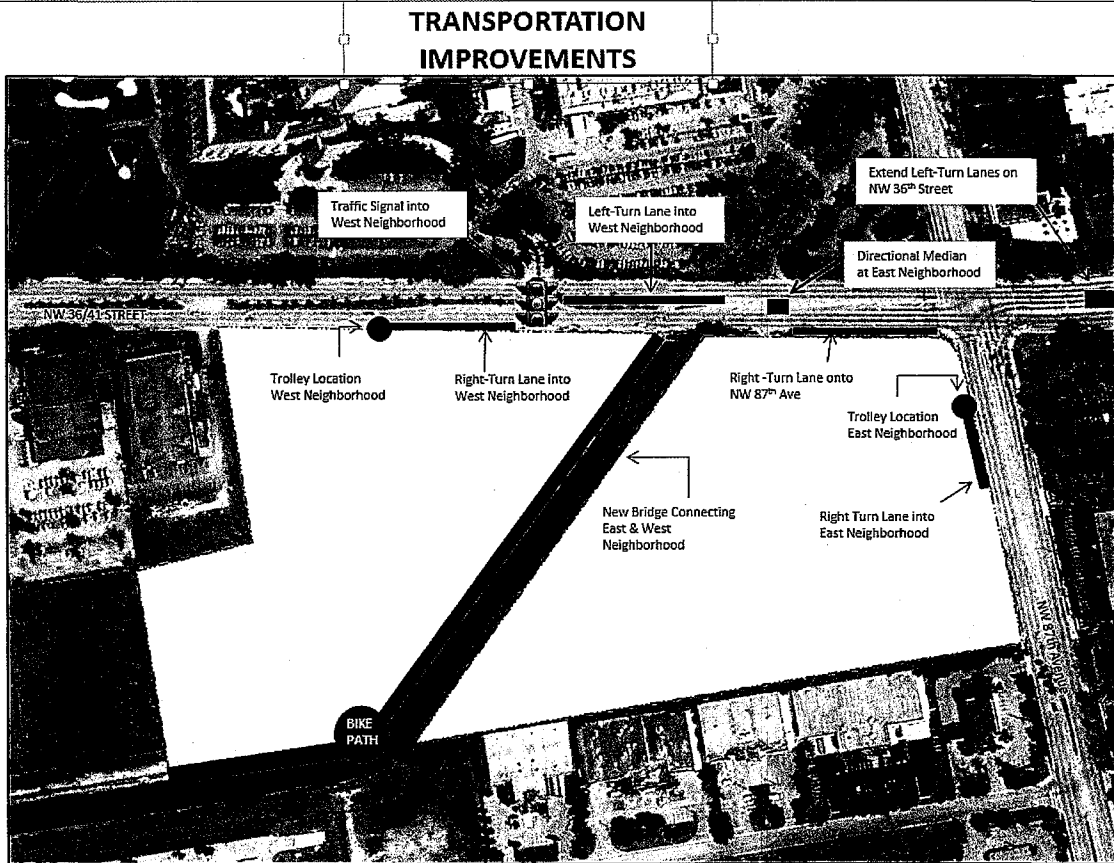 TRANSPORTATION
IMPROVEMENTS
Extend Left-Turn Lanes on
NW 36th Street
Traffic Signal into
West Neighborhood
Left-Turn Lane into
West Neighborhood
Directional Median
at East Neighborhood
NW 36/41 STREET
Trolley Location
West Neighborhood
Right-Turn Lane into
West Neighborhood
Right -Turn Lane onto
NW 87th Ave
Trolley Location
East Neighborhood
New Bridge Connecting
East & West
Neighborhood
Right Turn Lane into
East Neighborhood
NW 87th AVENUE
BIKE
PATH